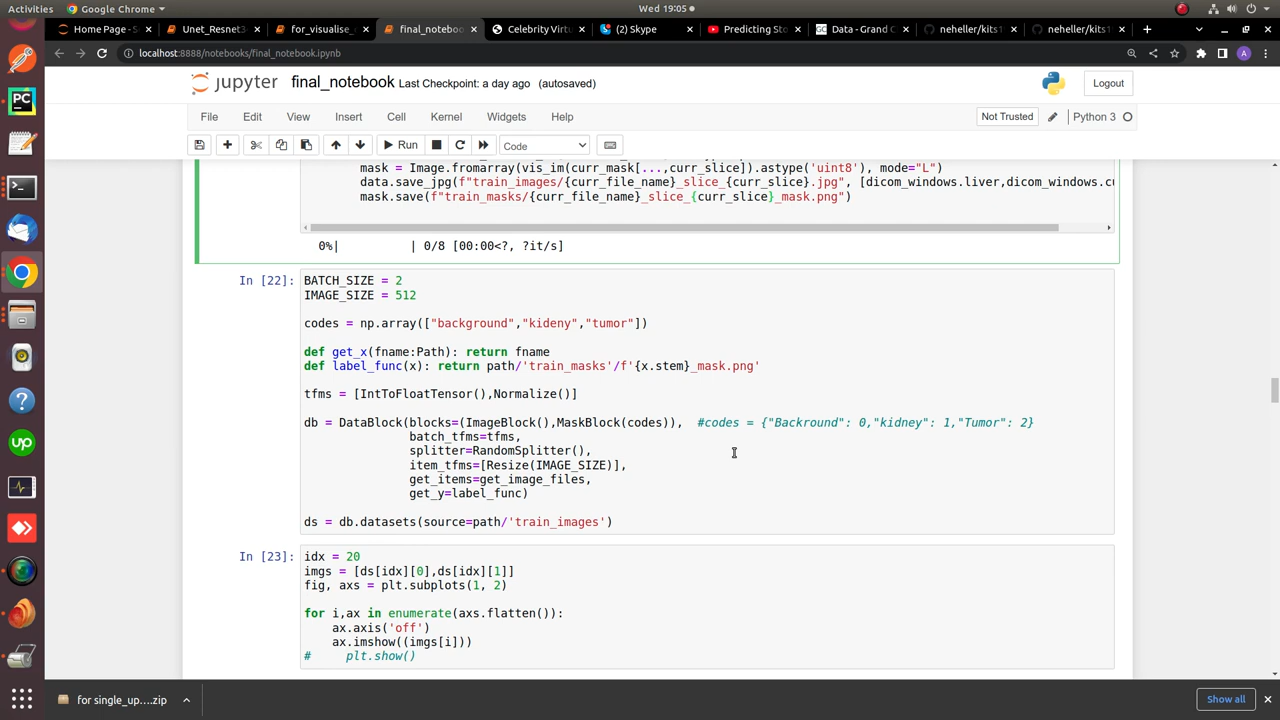 Activities
Google Chrome
Wed 19:05
Home Page - S
Unet_Resnet3
for_visualise_
final_noteboo
Celebrity Virtu
(2) Skype
Predicting Sto
Data - Grand C
neheller/kits1
neheller/kits1
localhost:8888/notebooks/final_notebook.ipynb
A
jupyter final_notebook Last Checkpoint: a day ago (autosaved)
Logout
File Edit View Insert Cell Kernel Widgets Help
Not Trusted
Python 3
Run
Code
mask = Image.fromarray(vis_im(curr_mask[...,curr_slice]).astype('uint8'), mode="L")
data.save_jpg(f"train_images/{curr_file_name}_slice_{curr_slice}.jpg", [dicom_windows.liver,dicom_windows.cu
mask.save(f"train_masks/{curr_file_name}_slice_{curr_slice}_mask.png")
0%| | 0/8 [00:00<?, ?it/s]
In [22]:
BATCH_SIZE = 2
IMAGE_SIZE = 512
codes = np.array(["background","kideny","tumor"])
def get_x(fname:Path): return fname
def label_func(x): return path/'train_masks'/f'{x.stem}_mask.png'
tfms = [IntToFloatTensor(),Normalize()]
db = DataBlock(blocks=(ImageBlock(),MaskBlock(codes)), #codes = {"Backround": 0,"kidney": 1,"Tumor": 2}
batch_tfms=tfms,
splitter=RandomSplitter(),
item_tfms=[Resize(IMAGE_SIZE)],
get_items=get_image_files,
get_y=label_func)
ds = db.datasets(source=path/'train_images')
In [23]:
idx = 20
imgs = [ds[idx][0],ds[idx][1]]
fig, axs = plt.subplots(1, 2)
for i,ax in enumerate(axs.flatten()):
ax.axis('off')
ax.imshow((imgs[i]))
# plt.show()
for single_up....zip
Show all